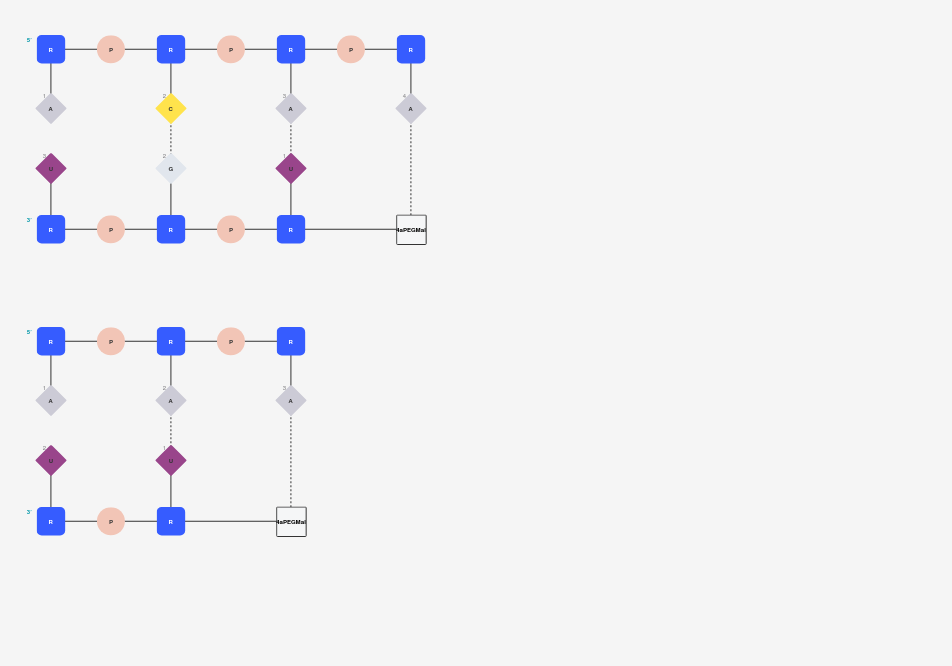 5'
R P R P R P R
1 2 3 4
A C A A
3 2 1
U G U
3'
R P R P R 4aPEGMal
5'
R P R P R
1 2 3
A A A
2 1
U U
3'
R P R 4aPEGMal